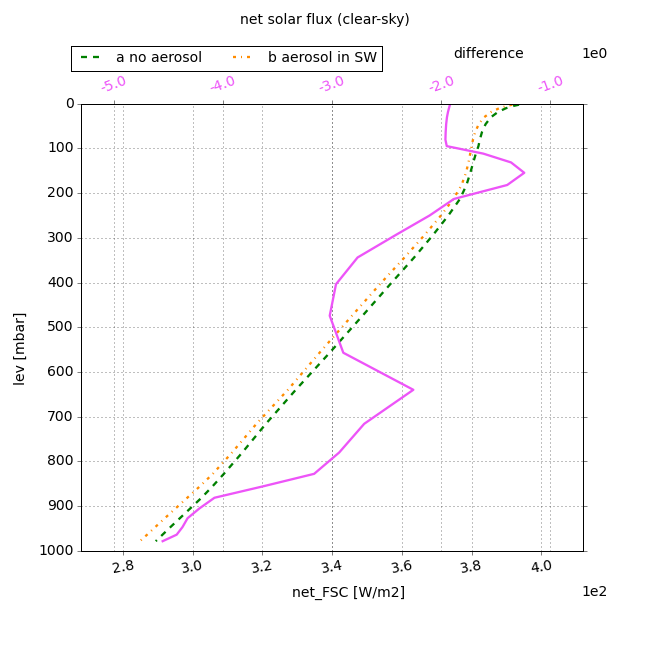 net solar flux (clear-sky)
a no aerosol
b aerosol in SW
difference
1e0
-5.0
-4.0
-3.0
-2.0
-1.0
0
100
200
300
400
500
600
700
800
900
1000
lev [mbar]
2.8
3.0
3.2
3.4
3.6
3.8
4.0
net_FSC [W/m2]
1e2